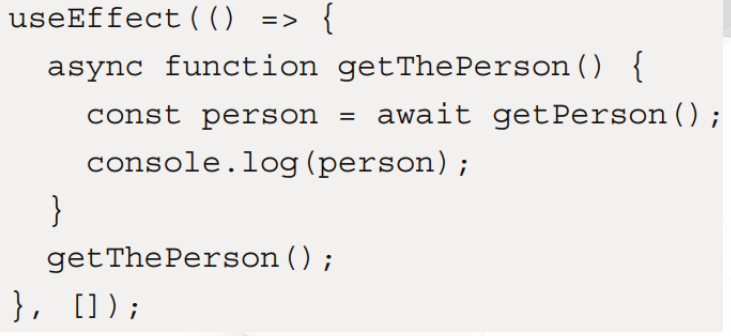 useEffect(() => {
  async function getThePerson() {
    const person = await getPerson();
    console.log(person);
  }
  getThePerson();
}, []);